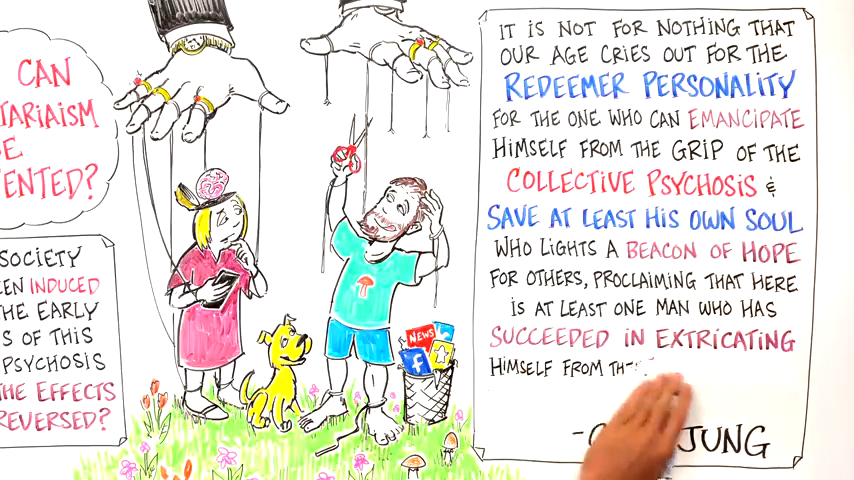 CAN
TARIAISM
BE
ENTED?
SOCIETY
EEN INDUCED
THE EARLY
S OF THIS
PSYCHOSIS
THE EFFECTS
REVERSED?
NEWS
f
IT IS NOT FOR NOTHING THAT
OUR AGE CRIES OUT FOR THE
REDEEMER PERSONALITY
FOR THE ONE WHO CAN EMANCIPATE
HIMSELF FROM THE GRIP OF THE
COLLECTIVE PSYCHOSIS &
SAVE AT LEAST HIS OWN SOUL
WHO LIGHTS A BEACON OF HOPE
FOR OTHERS, PROCLAIMING THAT HERE
IS AT LEAST ONE MAN WHO HAS
SUCCEEDED IN EXTRICATING
HIMSELF FROM
JUNG